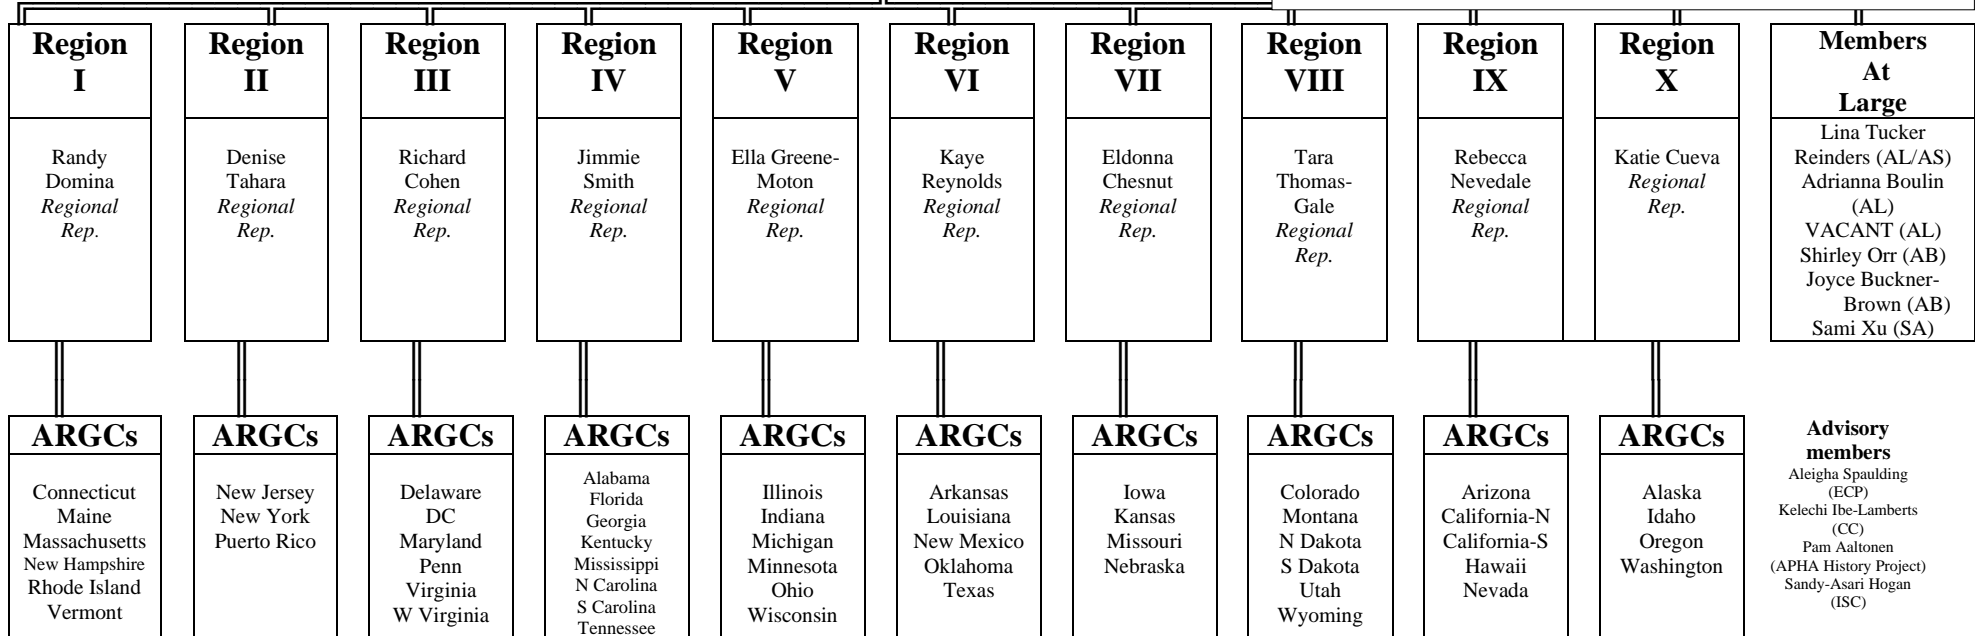 Region
I
Randy
Domina
Regional
Rep.
Region
II
Denise
Tahara
Regional
Rep.
Region
III
Richard
Cohen
Regional
Rep.
Region
IV
Jimmie
Smith
Regional
Rep.
Region
V
Ella Greene-
Moton
Regional
Rep.
Region
VI
Kaye
Reynolds
Regional
Rep.
Region
VII
Eldonna
Chesnut
Regional
Rep.
Region
VIII
Tara
Thomas-
Gale
Regional
Rep.
Region
IX
Rebecca
Nevedale
Regional
Rep.
Region
X
Katie Cueva
Regional
Rep.
Members
At
Large
Lina Tucker
Reinders (AL/AS)
Adrianna Boulin
(AL)
VACANT (AL)
Shirley Orr (AB)
Joyce Buckner-
Brown (AB)
Sami Xu (SA)
ARGCs
Connecticut
Maine
Massachusetts
New Hampshire
Rhode Island
Vermont
ARGCs
New Jersey
New York
Puerto Rico
ARGCs
Delaware
DC
Maryland
Penn
Virginia
W Virginia
ARGCs
Alabama
Florida
Georgia
Kentucky
Mississippi
N Carolina
S Carolina
Tennessee
ARGCs
Illinois
Indiana
Michigan
Minnesota
Ohio
Wisconsin
ARGCs
Arkansas
Louisiana
New Mexico
Oklahoma
Texas
ARGCs
Iowa
Kansas
Missouri
Nebraska
ARGCs
Colorado
Montana
N Dakota
S Dakota
Utah
Wyoming
ARGCs
Arizona
California-N
California-S
Hawaii
Nevada
ARGCs
Alaska
Idaho
Oregon
Washington
Advisory
members
Aleigha Spaulding
(ECP)
Kelechi Ibe-Lamberts
(CC)
Pam Aaltonen
(APHA History Project)
Sandy-Asari Hogan
(ISC)